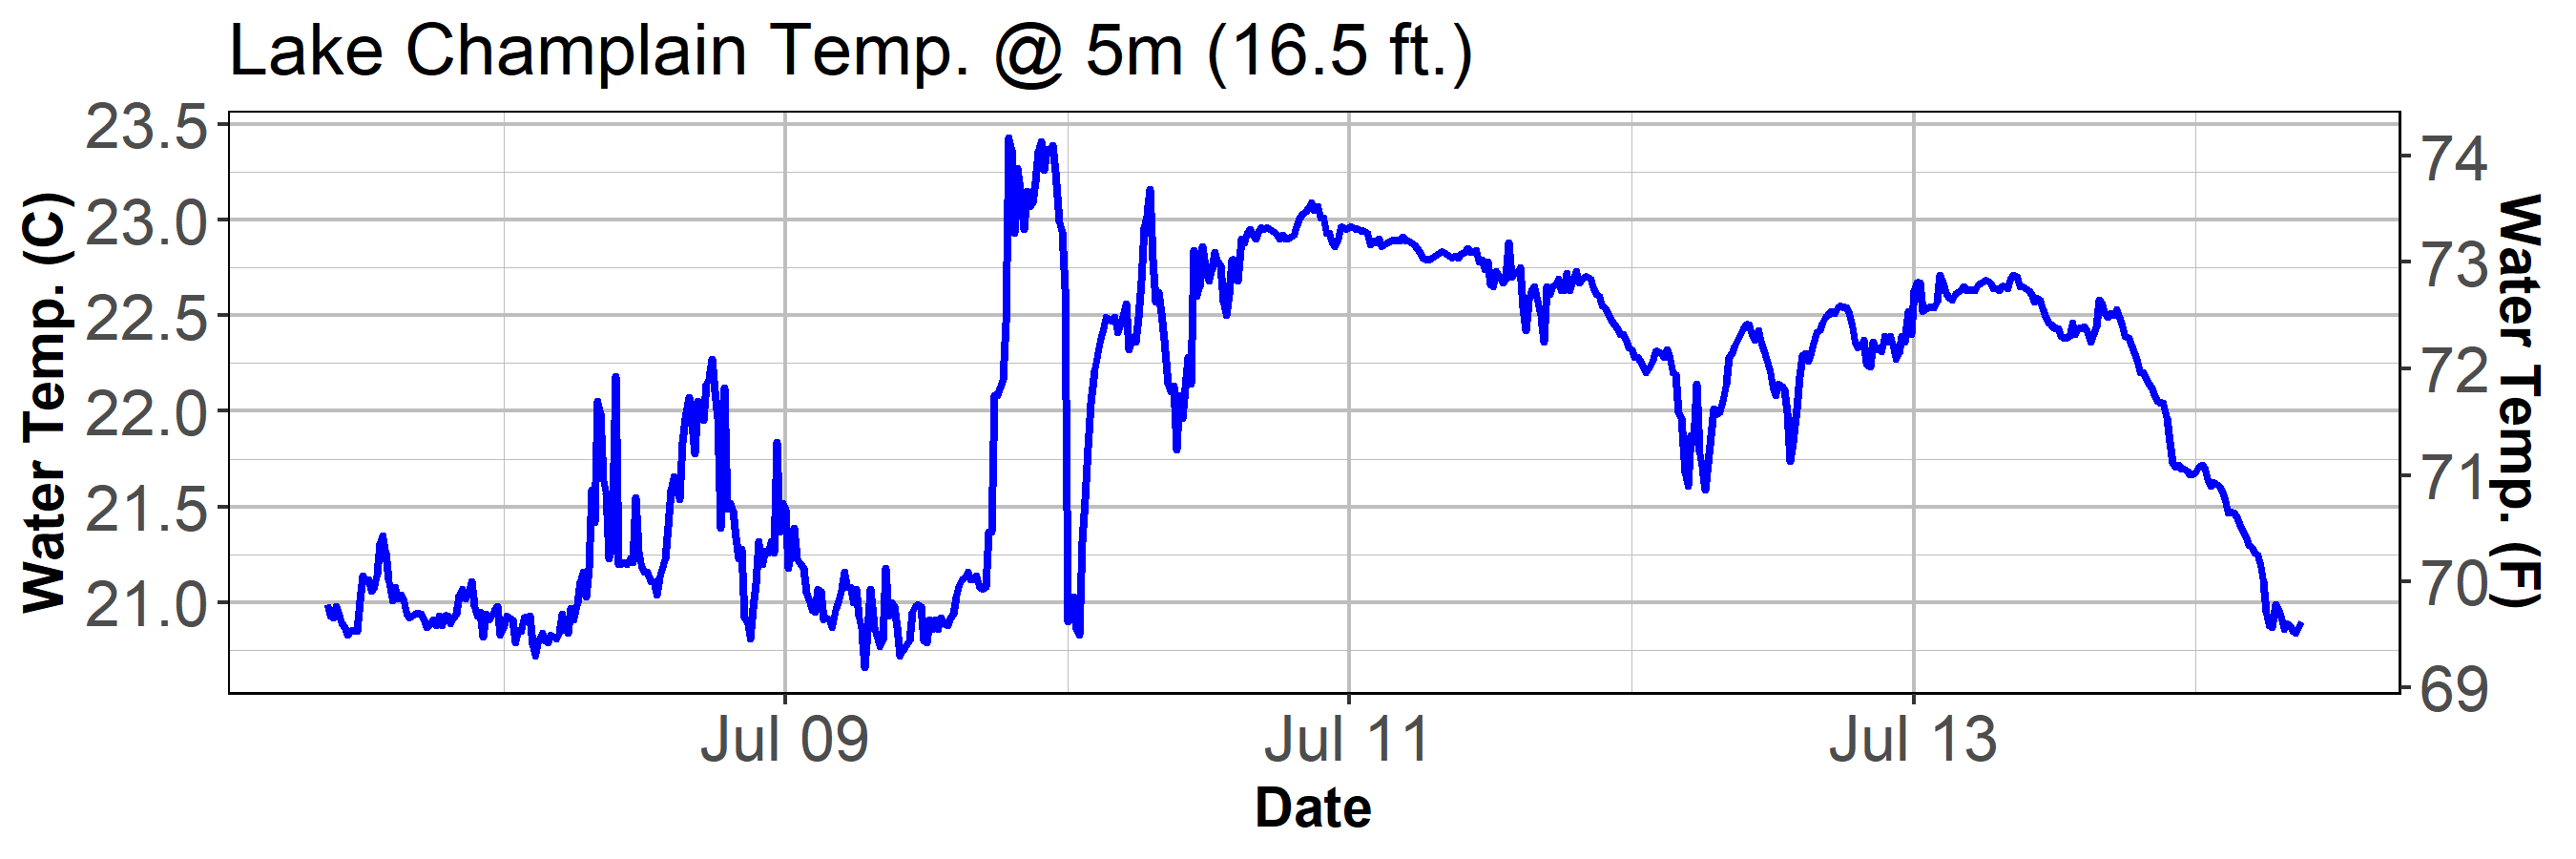 Lake Champlain Temp. @ 5m (16.5 ft.)
Water Temp. (C)
23.5
23.0
22.5
22.0
21.5
21.0
74
73
72
71
70
69
Water Temp. (F)
Jul 09
Jul 11
Jul 13
Date